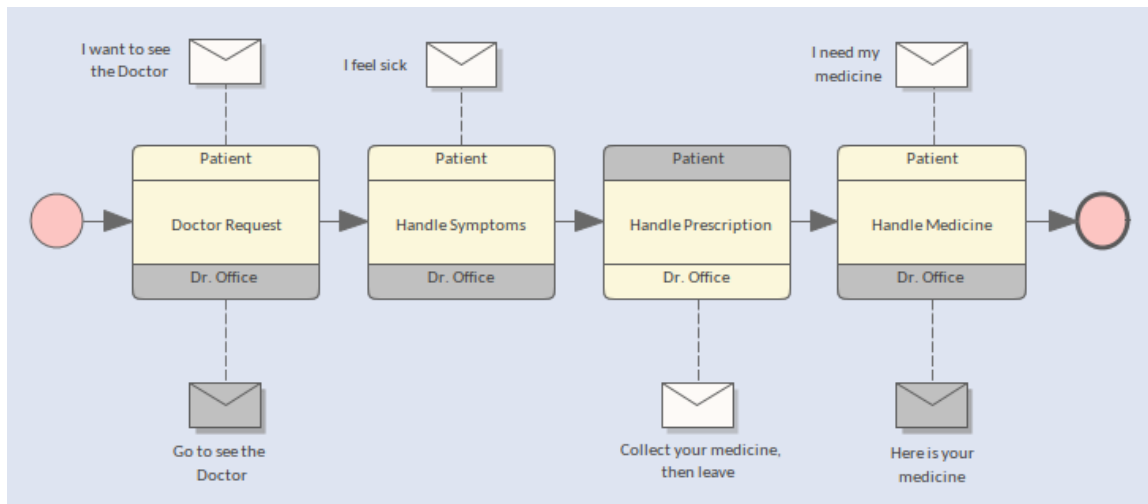 I want to see
the Doctor
I feel sick
I need my
medicine
Patient
Doctor Request
Dr. Office
Patient
Handle Symptoms
Dr. Office
Patient
Handle Prescription
Dr. Office
Patient
Handle Medicine
Dr. Office
Go to see the
Doctor
Collect your medicine,
then leave
Here is your
medicine